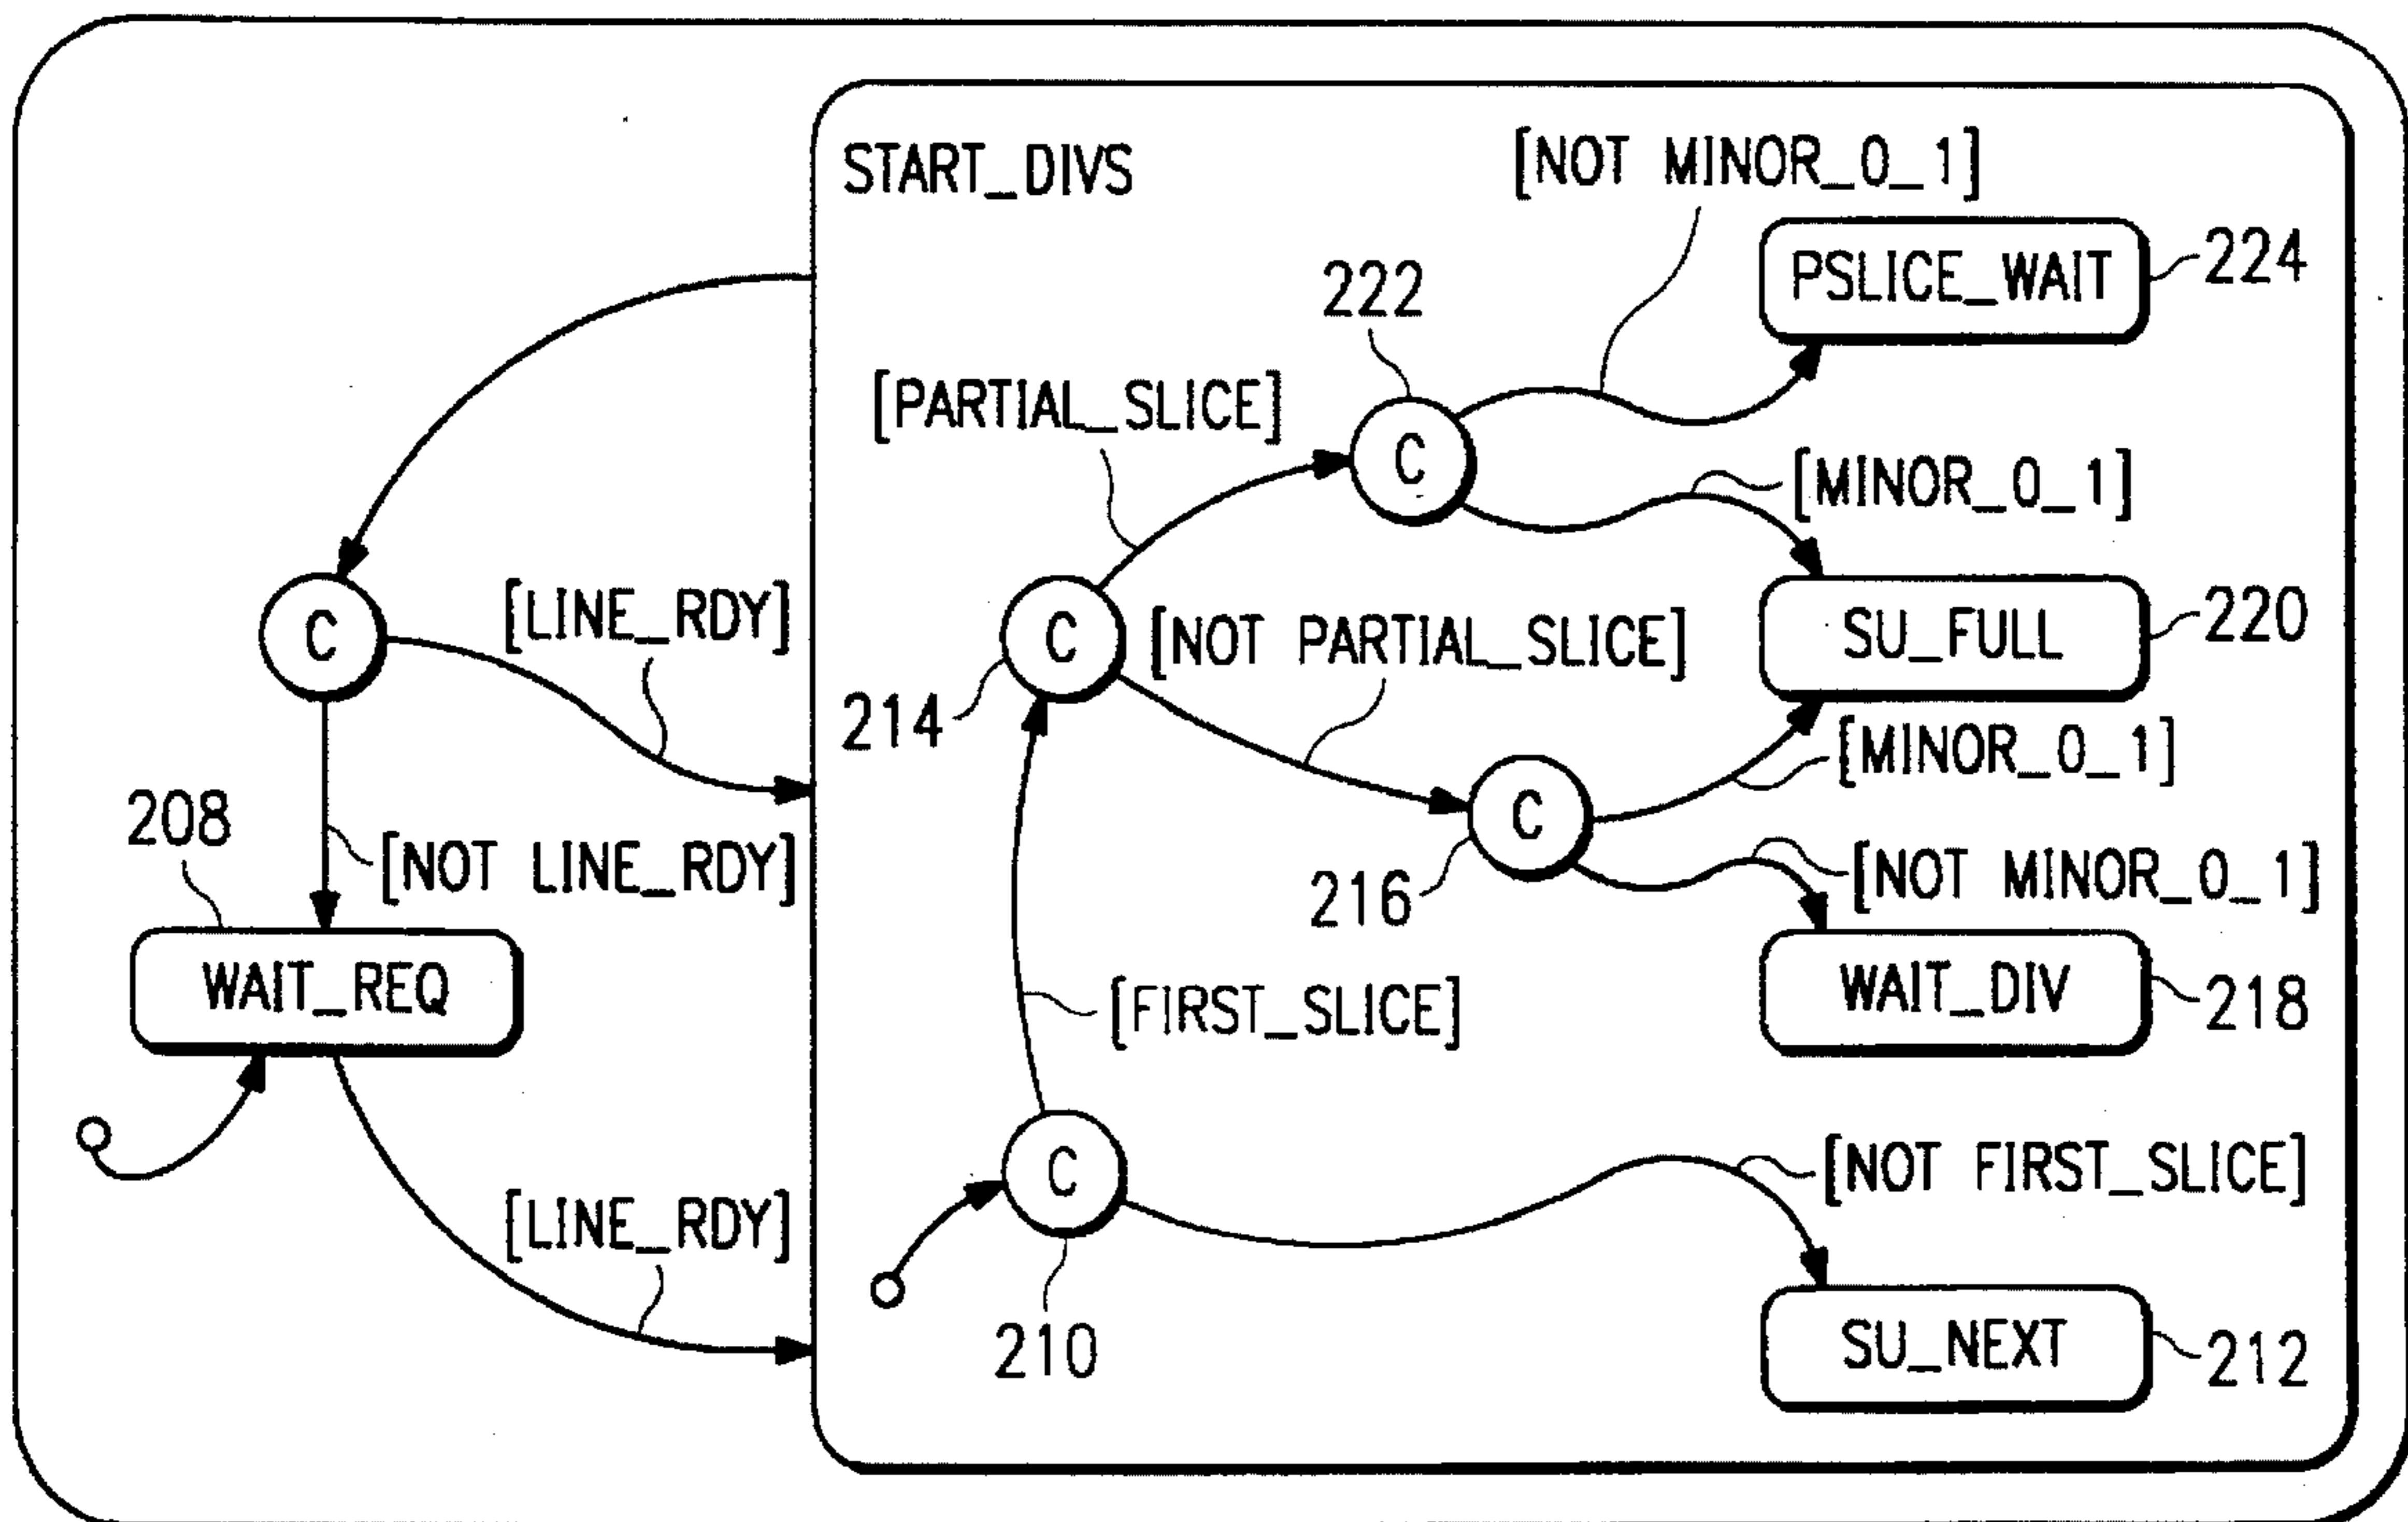 START_DIVS
[NOT MINOR_0_1]
PSLICE_WAIT
224
222
[PARTIAL_SLICE]
C
[MINOR_0_1]
C
[LINE_RDY]
C
[NOT PARTIAL_SLICE]
SU_FULL
220
214
[MINOR_0_1]
208
[NOT LINE_RDY]
C
216
[NOT MINOR_0_1]
WAIT_REQ
[FIRST_SLICE]
WAIT_DIV
218
C
[NOT FIRST_SLICE]
[LINE_RDY]
210
SU_NEXT
212